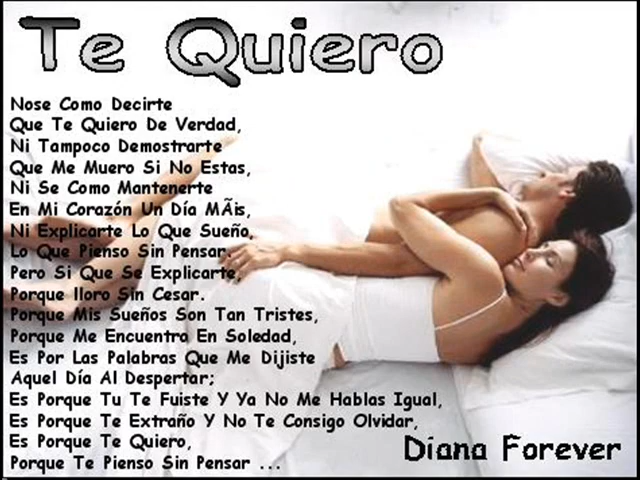 Te Quiero
Nose Como Decirte
Que Te Quiero De Verdad,
Ni Tampoco Demostrarte
Que Me Muero Si No Estas,
Ni Se Como Mantenerte
En Mi Corazón Un Día MÃis,
Ni Explicarte Lo Que Sueño,
Lo Que Pienso Sin Pensar.
Pero Si Que Se Explicarte,
Porque lloro Sin Cesar.
Porque Mis Sueños Son Tan Tristes,
Porque Me Encuentro En Soledad,
Es Por Las Palabras Que Me Dijiste
Aquel Día Al Despertar;
Es Porque Tu Te Fuiste Y Ya No Me Hablas Igual,
Es Porque Te Extraño Y No Te Consigo Olvidar,
Es Porque Te Quiero,
Porque Te Pienso Sin Pensar ...
Diana Forever